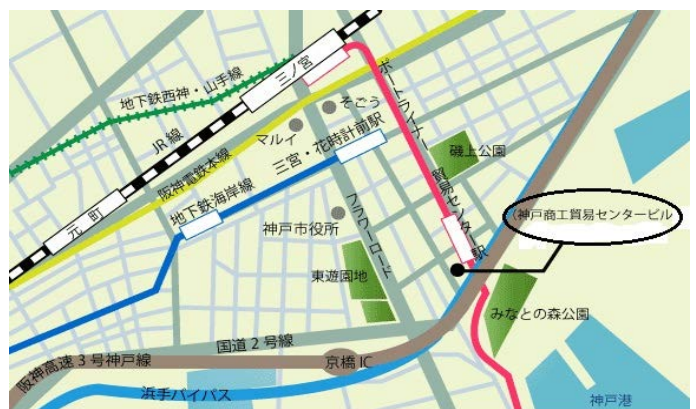 三ノ宮
地下鉄西神・山手線
JR線
そごう
マルイ
ポートライナー
三宮・花時計前駅
阪神電鉄本線
磯上公園
元町
地下鉄海岸線
貿易センター駅
フラワーロード
神戸市役所
(神戸商工貿易センタービル
東遊園地
みなとの森公園
国道2号線
阪神高速3号神戸線
京橋IC
浜手バイパス
神戸港